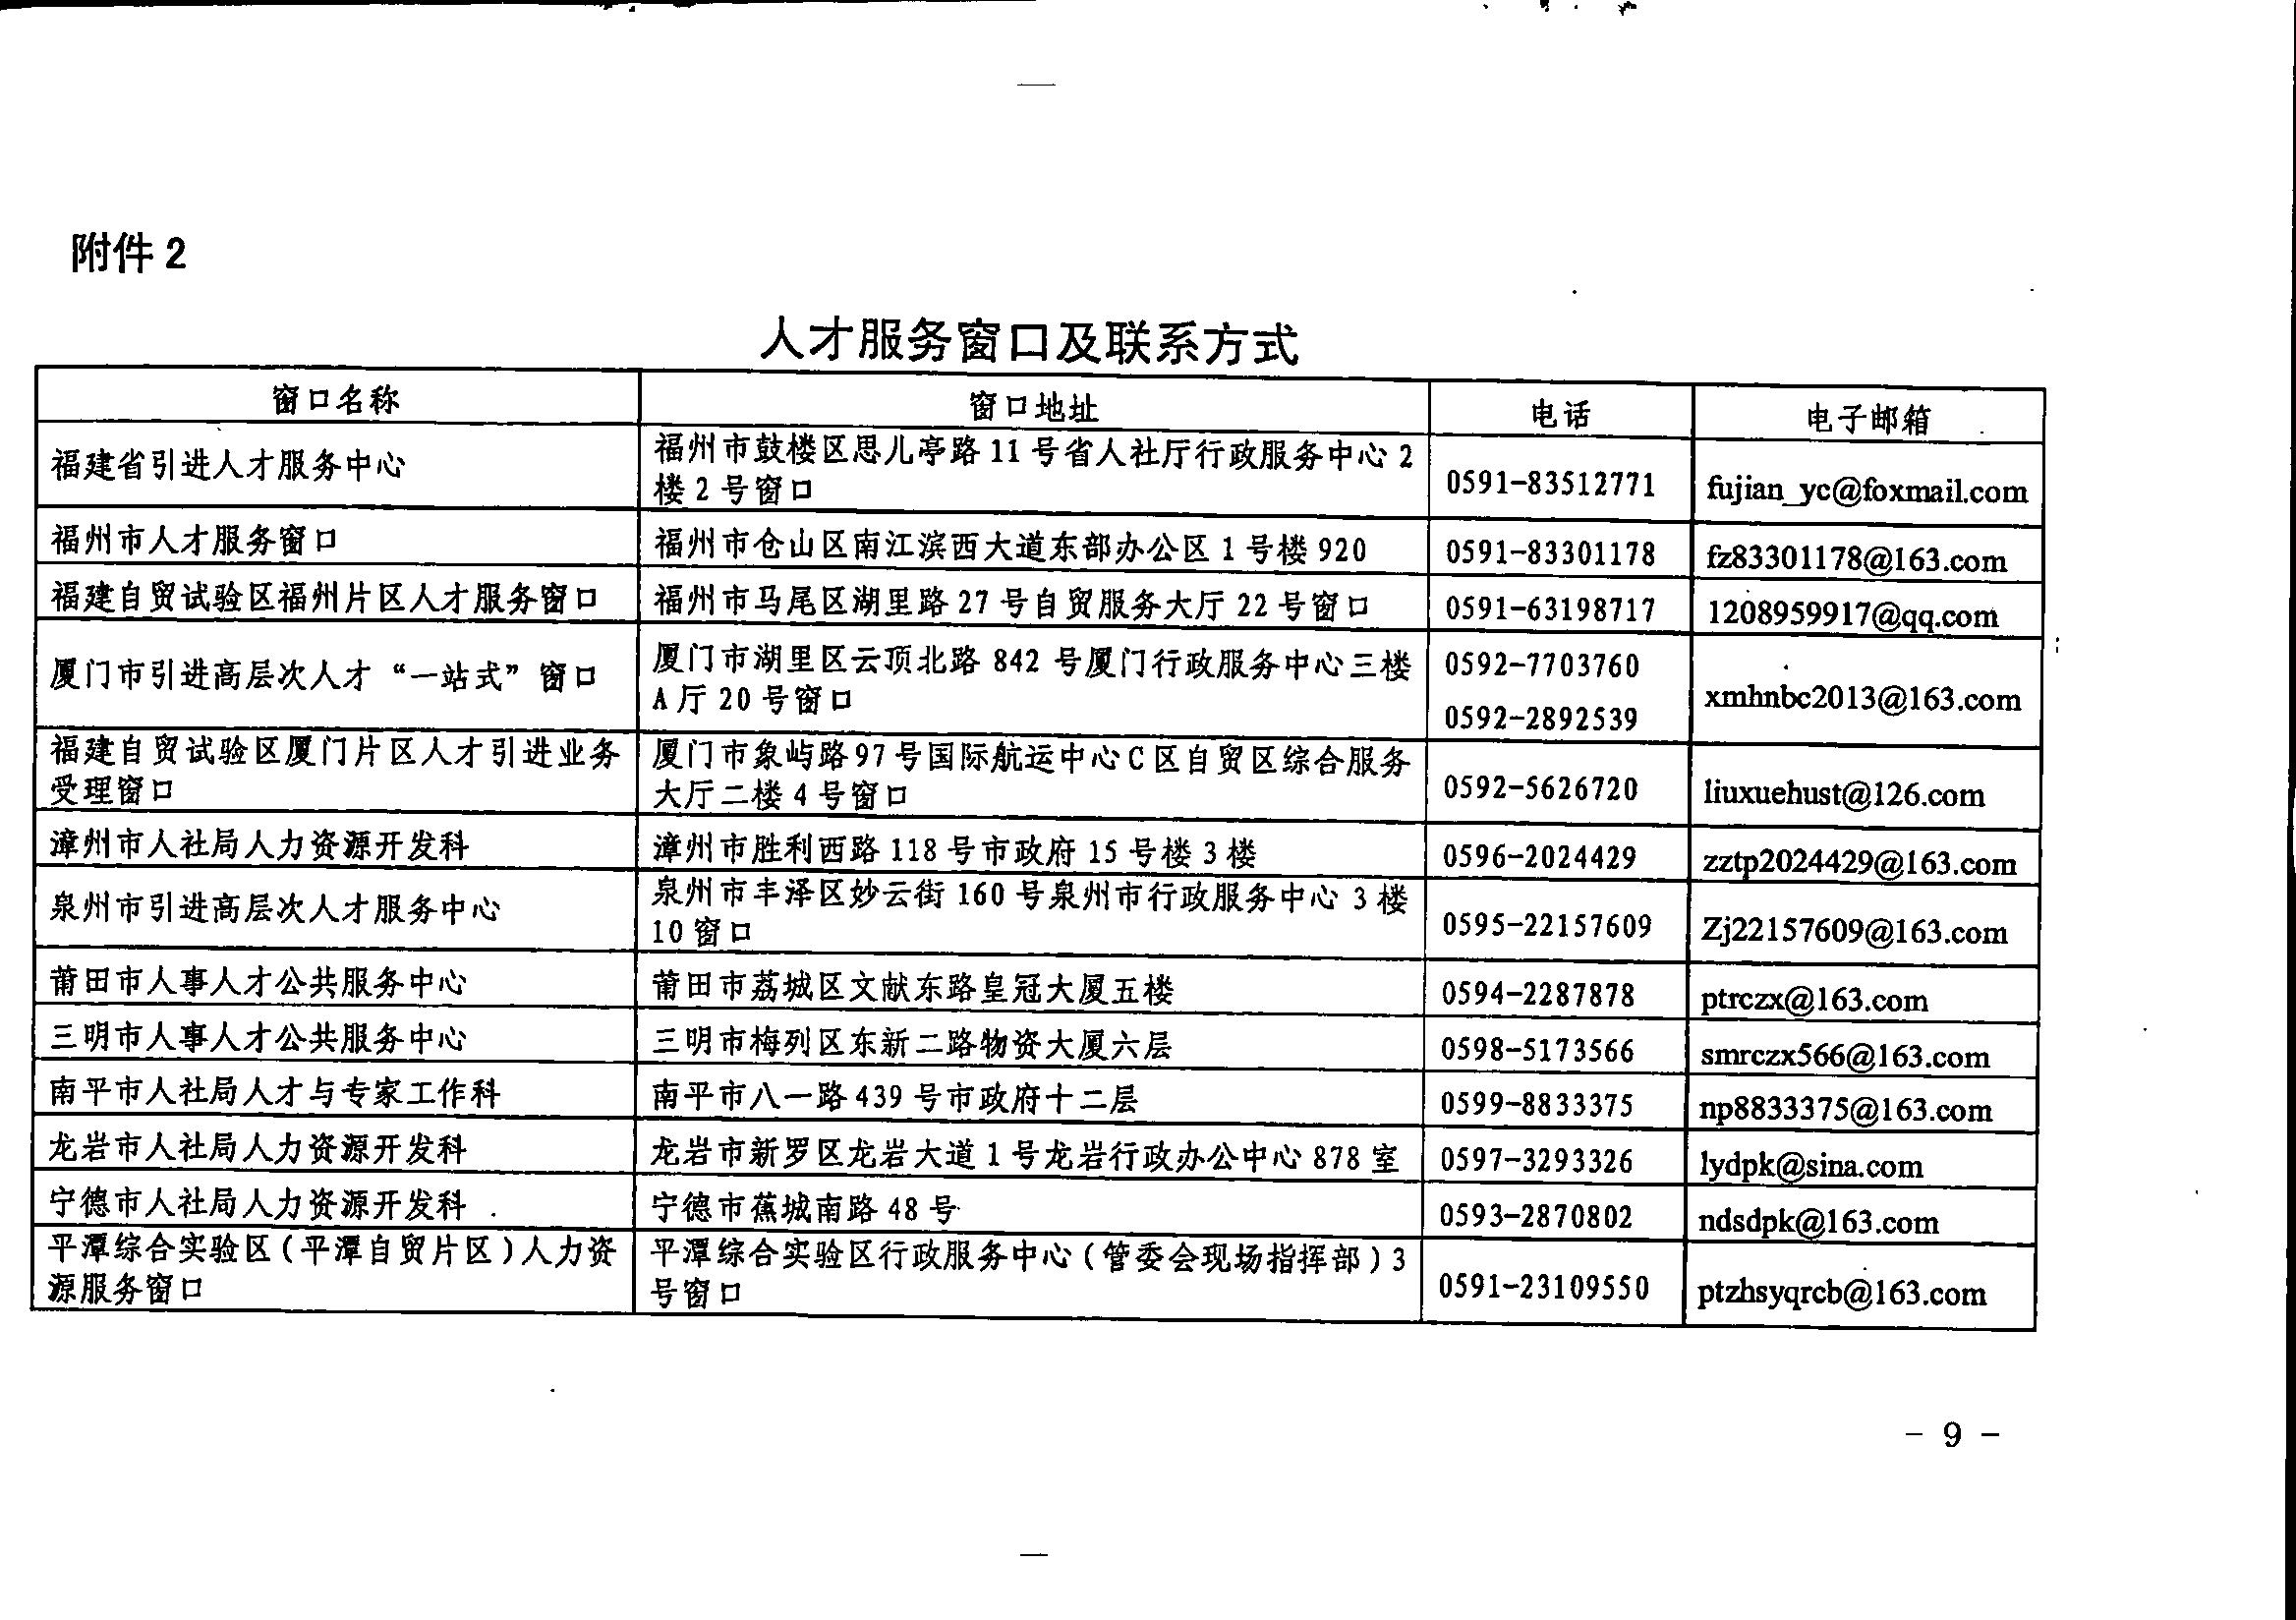 附件2
人才服务窗口及联系方式
窗口名称 窗口地址 电话 电子邮箱
福建省引进人才服务中心 福州市鼓楼区思儿亭路11号省人社厅行政服务中心2
楼2号窗口 0591-83512771 fujian_yc@foxmail.com
福州市人才服务窗口 福州市仓山区南江滨西大道东部办公区1号楼920 0591-83301178 fz83301178@163.com
福建自贸试验区福州片区人才服务窗口 福州市马尾区湖里路27号自贸服务大厅22号窗口 0591-63198717 1208959917@qq.com
厦门市引进高层次人才“一站式”窗口 厦门市湖里区云顶北路842号厦门行政服务中心三楼 0592-7703760
A厅20号窗口 0592-2892539 xmhnbc2013@163.com
福建自贸试验区厦门片区人才引进业务 厦门市象屿路97号国际航运中心C区自贸区综合服务
受理窗口 大厅二楼4号窗口 0592-5626720 liuxuehust@126.com
漳州市人社局人力资源开发科 漳州市胜利西路118号市政府15号楼3楼 0596-2024429 zztp2024429@163.com
泉州市引进高层次人才服务中心 泉州市丰泽区妙云街160号泉州市行政服务中心3楼
10窗口 0595-22157609 Zj22157609@163.com
莆田市人事人才公共服务中心 莆田市荔城区文献东路皇冠大厦五楼 0594-2287878 ptrczx@163.com
三明市人事人才公共服务中心 三明市梅列区东新二路物资大厦六层 0598-5173566 smrczx566@163.com
南平市人社局人才与专家工作科 南平市八一路439号市政府十二层 0599-8833375 np8833375@163.com
龙岩市人社局人力资源开发科 龙岩市新罗区龙岩大道1号龙岩行政办公中心878室 0597-3293326 lydpk@sina.com
宁德市人社局人力资源开发科 宁德市蕉城南路48号 0593-2870802 ndsdpk@163.com
平潭综合实验区(平潭自贸片区)人力资 平潭综合实验区行政服务中心(管委会现场指挥部)3
源服务窗口 号窗口 0591-23109550 ptzhsyqrcb@163.com
- 9 -